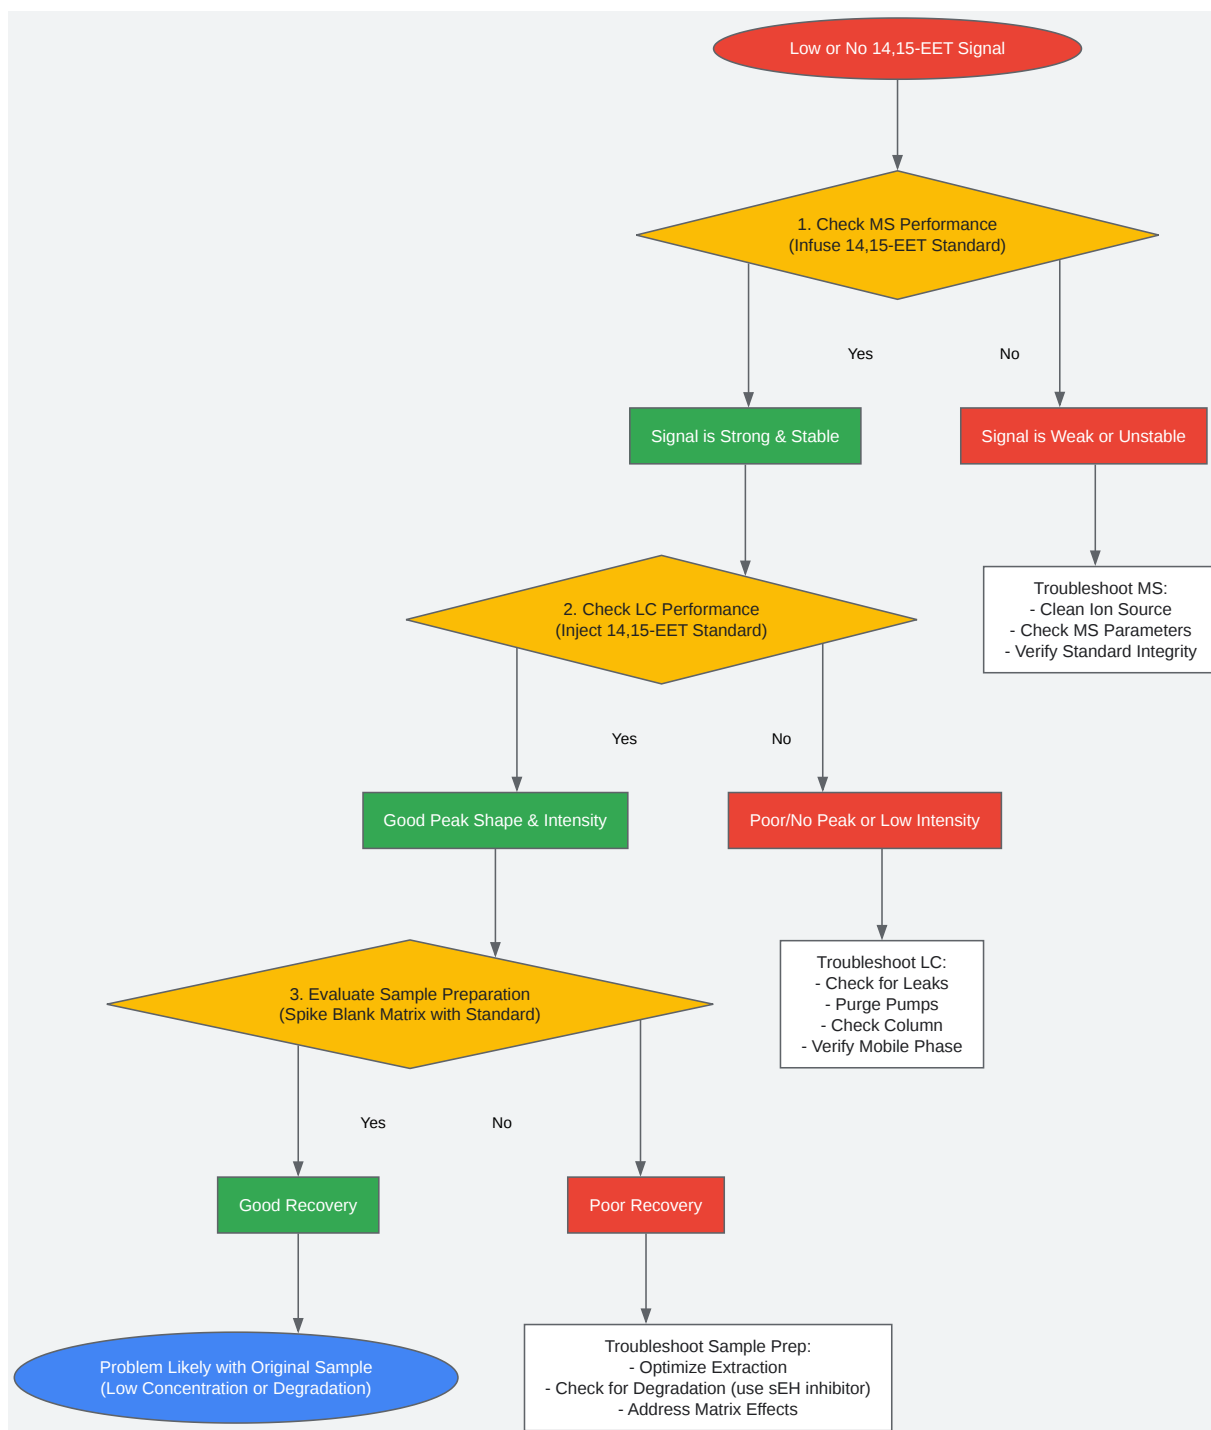 Low or No 14,15-EET Signal
1. Check MS Performance
(Infuse 14,15-EET Standard)
Yes
No
Signal is Strong & Stable
Signal is Weak or Unstable
Troubleshoot MS:
- Clean Ion Source
- Check MS Parameters
- Verify Standard Integrity
2. Check LC Performance
(Inject 14,15-EET Standard)
Yes
No
Good Peak Shape & Intensity
Poor/No Peak or Low Intensity
Troubleshoot LC:
- Check for Leaks
- Purge Pumps
- Check Column
- Verify Mobile Phase
3. Evaluate Sample Preparation
(Spike Blank Matrix with Standard)
Yes
No
Good Recovery
Poor Recovery
Problem Likely with Original Sample
(Low Concentration or Degradation)
Troubleshoot Sample Prep:
- Optimize Extraction
- Check for Degradation (use sEH inhibitor)
- Address Matrix Effects